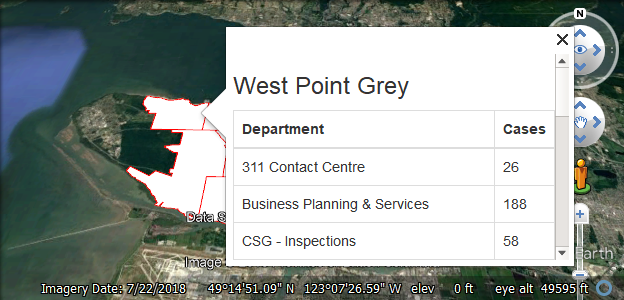 N
West Point Grey
Department Cases
311 Contact Centre 26
Business Planning & Services 188
CSG - Inspections 58
Data S
Image
Earth
Imagery Date: 7/22/2018 49°14'51.09" N 123°07'26.59" W elev 0 ft eye alt 49595 ft